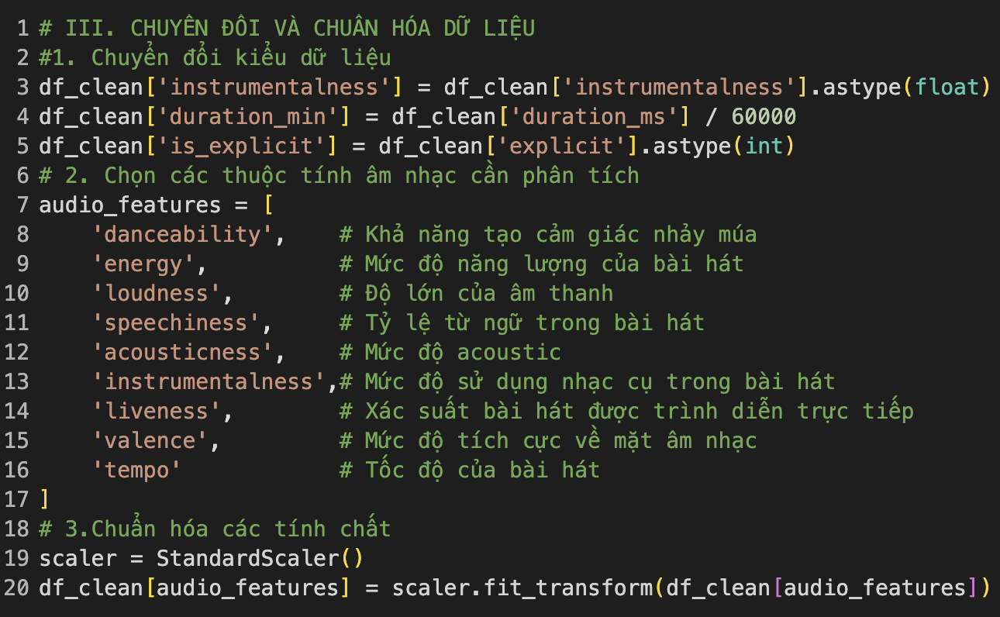 1 # III. CHUYÊN ĐỔI VÀ CHUÂN HÓA DỮ LIỆU
2 #1. Chuyển đổi kiểu dữ liệu
3 df_clean['instrumentalness'] = df_clean['instrumentalness'].astype(float)
4 df_clean['duration_min'] = df_clean['duration_ms'] / 60000
5 df_clean['is_explicit'] = df_clean['explicit'].astype(int)
6 # 2. Chọn các thuộc tính âm nhạc cần phân tích
7 audio_features = [
8     'danceability',    # Khả năng tạo cảm giác nhảy múa
9     'energy',          # Mức độ năng lượng của bài hát
10     'loudness',        # Độ lớn của âm thanh
11     'speechiness',     # Tỷ lệ từ ngữ trong bài hát
12     'acousticness',    # Mức độ acoustic
13     'instrumentalness',# Mức độ sử dụng nhạc cụ trong bài hát
14     'liveness',        # Xác suất bài hát được trình diễn trực tiếp
15     'valence',         # Mức độ tích cực về mặt âm nhạc
16     'tempo'            # Tốc độ của bài hát
17 ]
18 # 3.Chuẩn hóa các tính chất
19 scaler = StandardScaler()
20 df_clean[audio_features] = scaler.fit_transform(df_clean[audio_features])